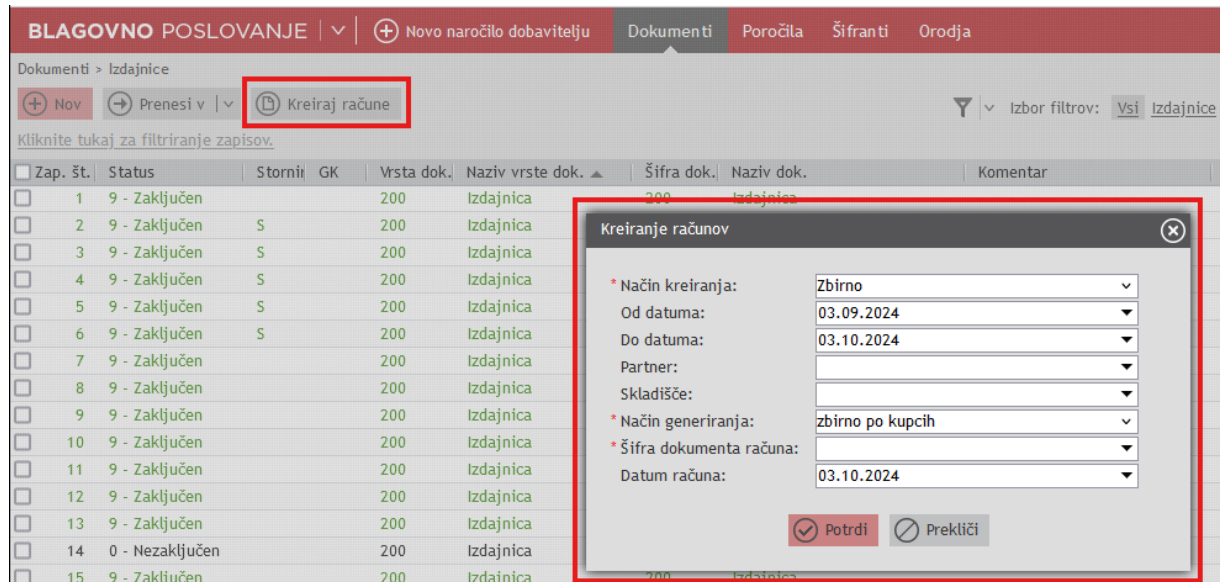 BLAGOVNO POSLOVANJE Novo naročilo dobavitelju Dokumenti Poročila Šifranti Orodja
Dokumenti > Izdajnice
Nov Prenesi v Kreiraj račune Izbor filtrov: Vsi Izdajnice
Kliknite tukaj za filtriranje zapisov.
Zap. št. Status Stornir GK Vrsta dok. Naziv vrste dok. Šifra dok. Naziv dok. Komentar
1 9 - Zaključen 200 Izdajnica 200 Izdajnica
2 9 - Zaključen S 200 Izdajnica
3 9 - Zaključen S 200 Izdajnica
4 9 - Zaključen S 200 Izdajnica
5 9 - Zaključen S 200 Izdajnica
6 9 - Zaključen S 200 Izdajnica
7 9 - Zaključen 200 Izdajnica
8 9 - Zaključen 200 Izdajnica
9 9 - Zaključen 200 Izdajnica
10 9 - Zaključen 200 Izdajnica
11 9 - Zaključen 200 Izdajnica
12 9 - Zaključen 200 Izdajnica
13 9 - Zaključen 200 Izdajnica
14 0 - Nezaključen 200 Izdajnica
15 9 - Zaključen 200 Izdajnica 200 Izdajnica
Kreiranje računov
* Način kreiranja: Zbirno
Od datuma: 03.09.2024
Do datuma: 03.10.2024
Partner:
Skladišče:
* Način generiranja: zbirno po kupcih
* Šifra dokumenta računa:
Datum računa: 03.10.2024
Potrdi Prekliči